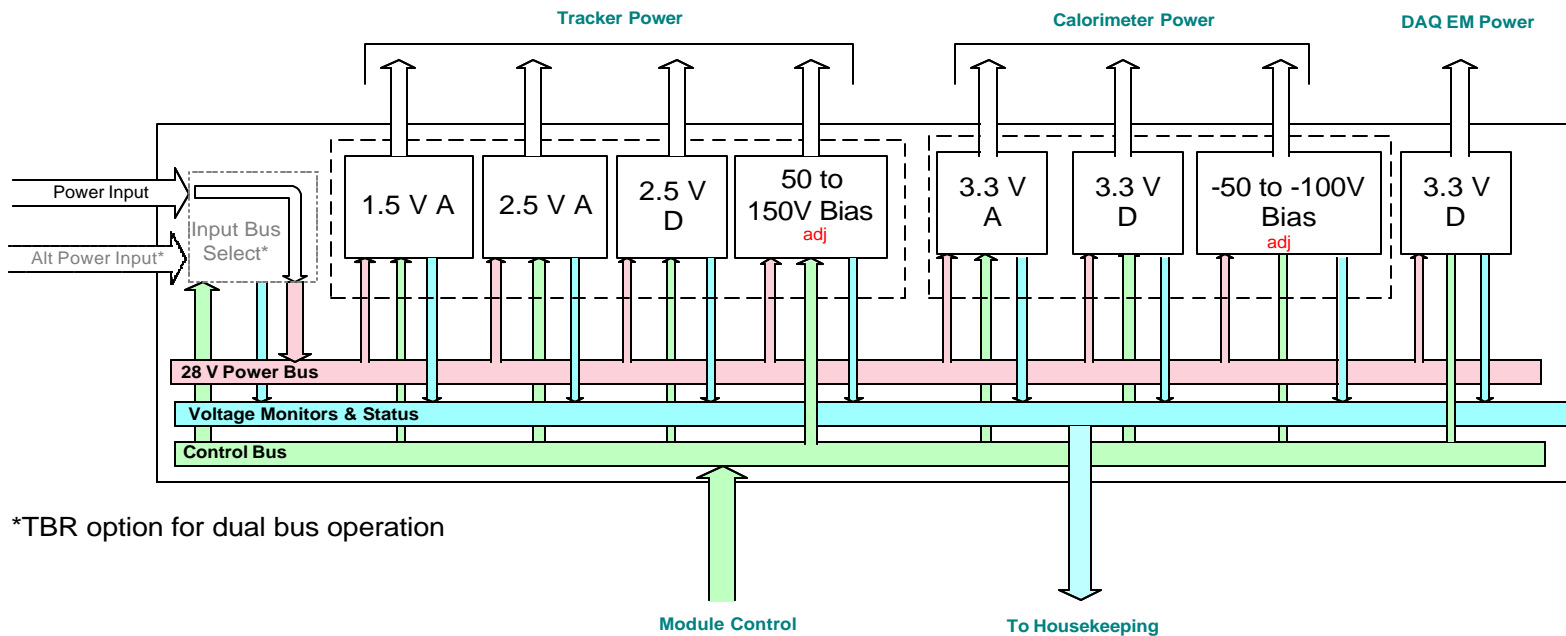 Tracker Power
Calorimeter Power
DAQ EM Power
Power Input
Alt Power Input*
Input Bus
Select*
1.5 V A
2.5 V A
2.5 V
D
50 to
150V Bias
adj
3.3 V
A
3.3 V
D
-50 to -100V
Bias
adj
3.3 V
D
28 V Power Bus
Voltage Monitors & Status
Control Bus
*TBR option for dual bus operation
Module Control
To Housekeeping